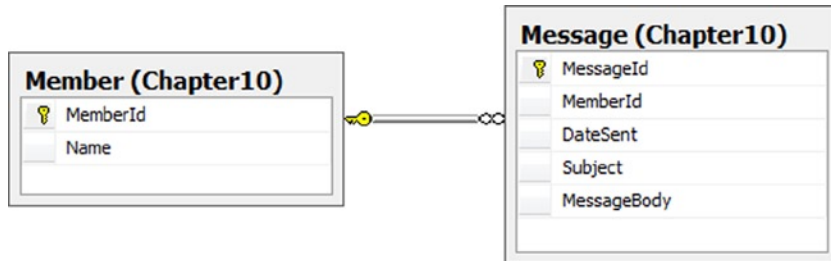 Member (Chapter10)
MemberId
Name
Message (Chapter10)
MessageId
MemberId
DateSent
Subject
MessageBody